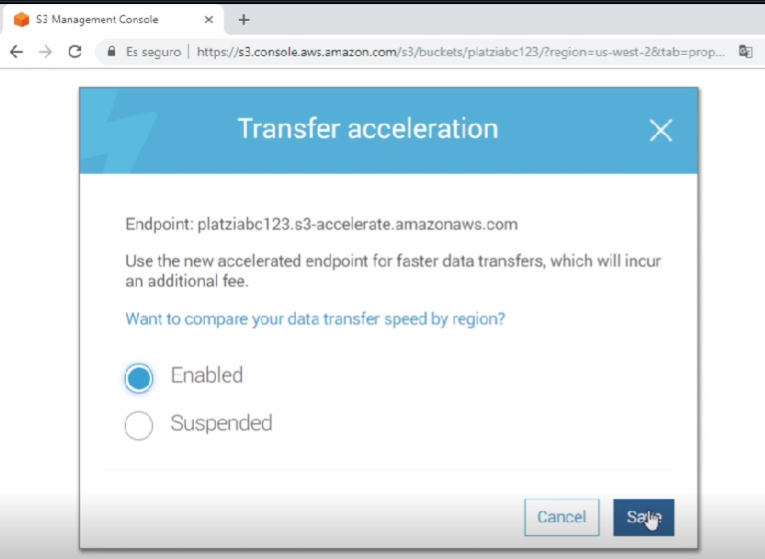 S3 Management Console
Es seguro | https://s3.console.aws.amazon.com/s3/buckets/platziabc123/?region=us-west-2&tab=prop...
Transfer acceleration
Endpoint: platziabc123.s3-accelerate.amazonaws.com
Use the new accelerated endpoint for faster data transfers, which will incur
an additional fee.
Want to compare your data transfer speed by region?
Enabled
Suspended
Cancel
Save